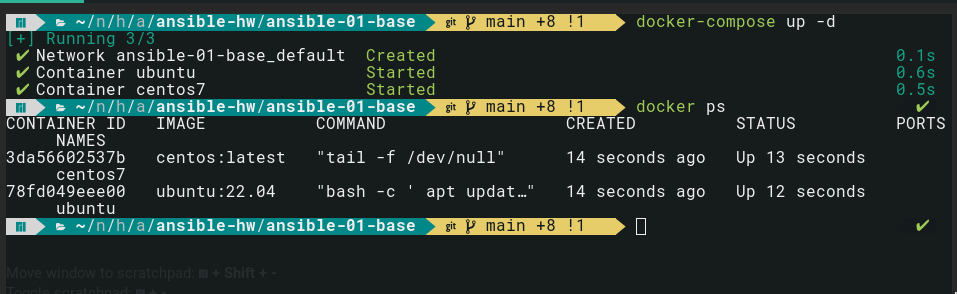 ~/n/h/a/ansible-hw/ansible-01-base git main +8 !1 docker-compose up -d
[+] Running 3/3
✔ Network ansible-01-base_default Created 0.1s
✔ Container ubuntu Started 0.6s
✔ Container centos7 Started 0.5s
~/n/h/a/ansible-hw/ansible-01-base git main +8 !1 docker ps ✔
CONTAINER ID IMAGE COMMAND CREATED STATUS PORTS
NAMES
3da56602537b centos:latest "tail -f /dev/null" 14 seconds ago Up 13 seconds
centos7
78fd049eee00 ubuntu:22.04 "bash -c ' apt updat…" 14 seconds ago Up 12 seconds
ubuntu
~/n/h/a/ansible-hw/ansible-01-base git main +8 !1 ✔
Move window to scratchpad: + Shift + -
Toggle scratchpad: + -